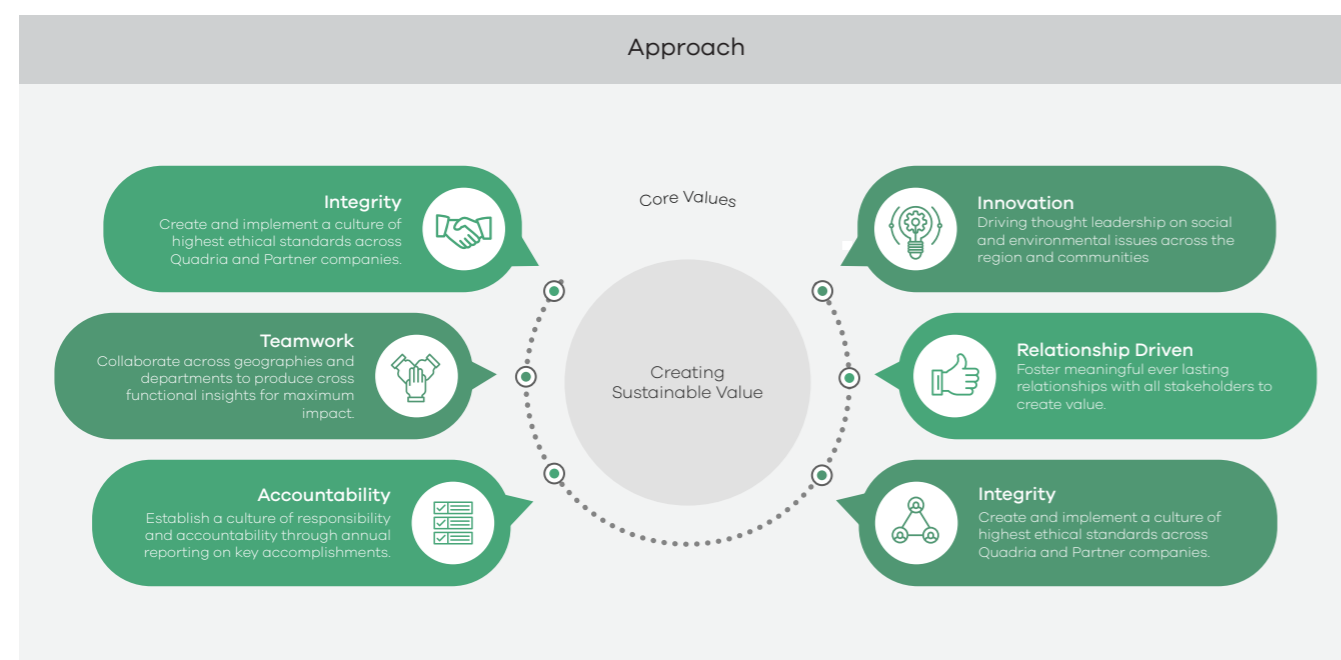 Approach
Core Values
Integrity
Create and implement a culture of
highest ethical standards across
Quadria and Partner companies.
Teamwork
Collaborate across geographies and
departments to produce cross
functional insights for maximum
impact.
Accountability
Establish a culture of responsibility
and accountability through annual
reporting on key accomplishments.
Creating
Sustainable Value
Innovation
Driving thought leadership on social
and environmental issues across the
region and communities
Relationship Driven
Foster meaningful ever lasting
relationships with all stakeholders to
create value.
Integrity
Create and implement a culture of
highest ethical standards across
Quadria and Partner companies.